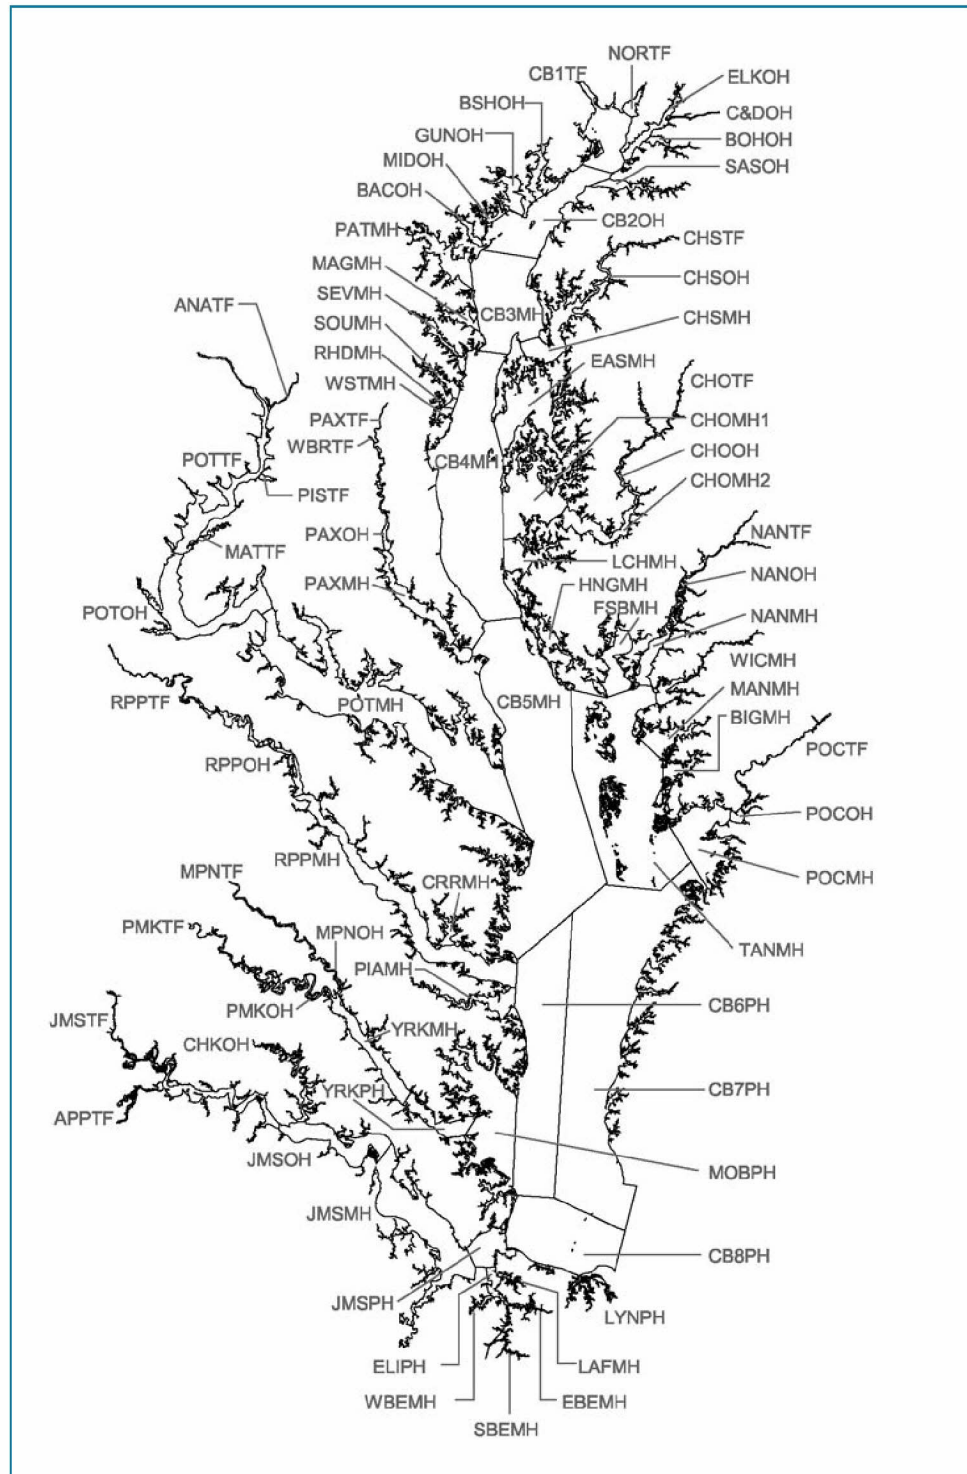 NORTF
CB1TF
ELKOH
BSHOH
C&DOH
GUNOH
BOHOH
MIDOH
SASOH
BACOH
CB2OH
PATMH
CHSTF
MAGMH
CHSOH
SEVMH
ANATF
CB3MH
CHSMH
SOUMH
RHDMH
EASMH
WSTMH
CHOTF
PAXTF
CHOMH1
WBRTF
CHOOH
POTTF
CB4MH
CHOMH2
PISTF
PAXOH
NANTF
MATTF
LCHMH
NANOH
PAXMH
HNGMH
FSBMH
POTOH
NANMH
WICMH
RPPTF
POTMH
CB5MH
MANMH
BIGMH
POCTF
RPPOH
POCOH
RPPMH
MPNTF
CRRMH
POCMH
PMKTF
MPNOH
TANMH
PIAMH
PMKOH
CB6PH
JMSTF
YRKMH
CHKOH
YRKPH
CB7PH
APPTF
JMSOH
MOBPH
JMSMH
CB8PH
JMSPH
LYNPH
ELIPH
LAFMH
WBEMH
EBEMH
SBEMH